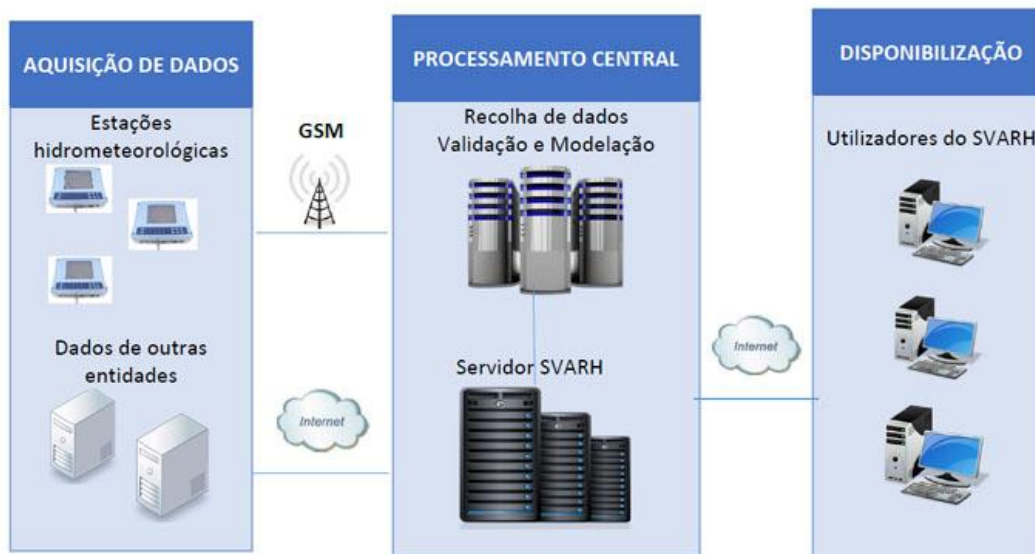 AQUISIÇÃO DE DADOS
Estações
hidrometeorológicas
Dados de outras
entidades
GSM
Internet
PROCESSAMENTO CENTRAL
Recolha de dados
Validação e Modelação
Servidor SVARH
Internet
DISPONIBILIZAÇÃO
Utilizadores do SVARH